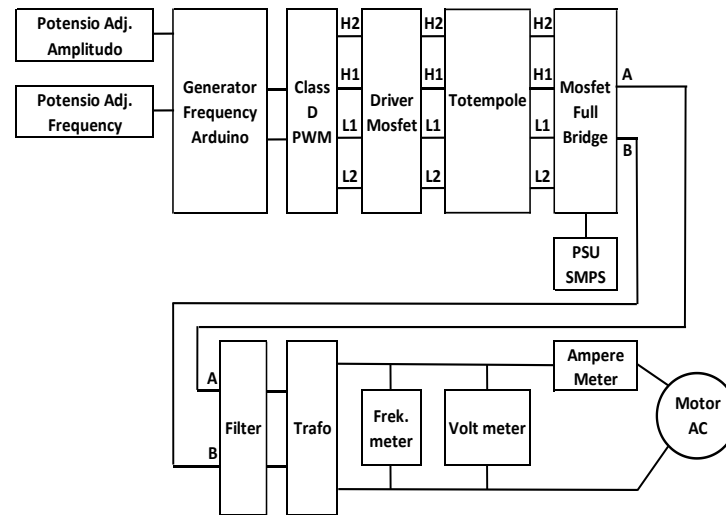 Potensio Adj.
Amplitudo
Potensio Adj.
Frequency
Generator
Frequency
Arduino
Class
D
PWM
H2
H1
L1
L2
Driver
Mosfet
H2
H1
L1
L2
Totempole
H2
H1
L1
L2
Mosfet
Full
Bridge
A
B
PSU
SMPS
A
B
Filter
Trafo
Frek.
meter
Volt meter
Ampere
Meter
Motor
AC